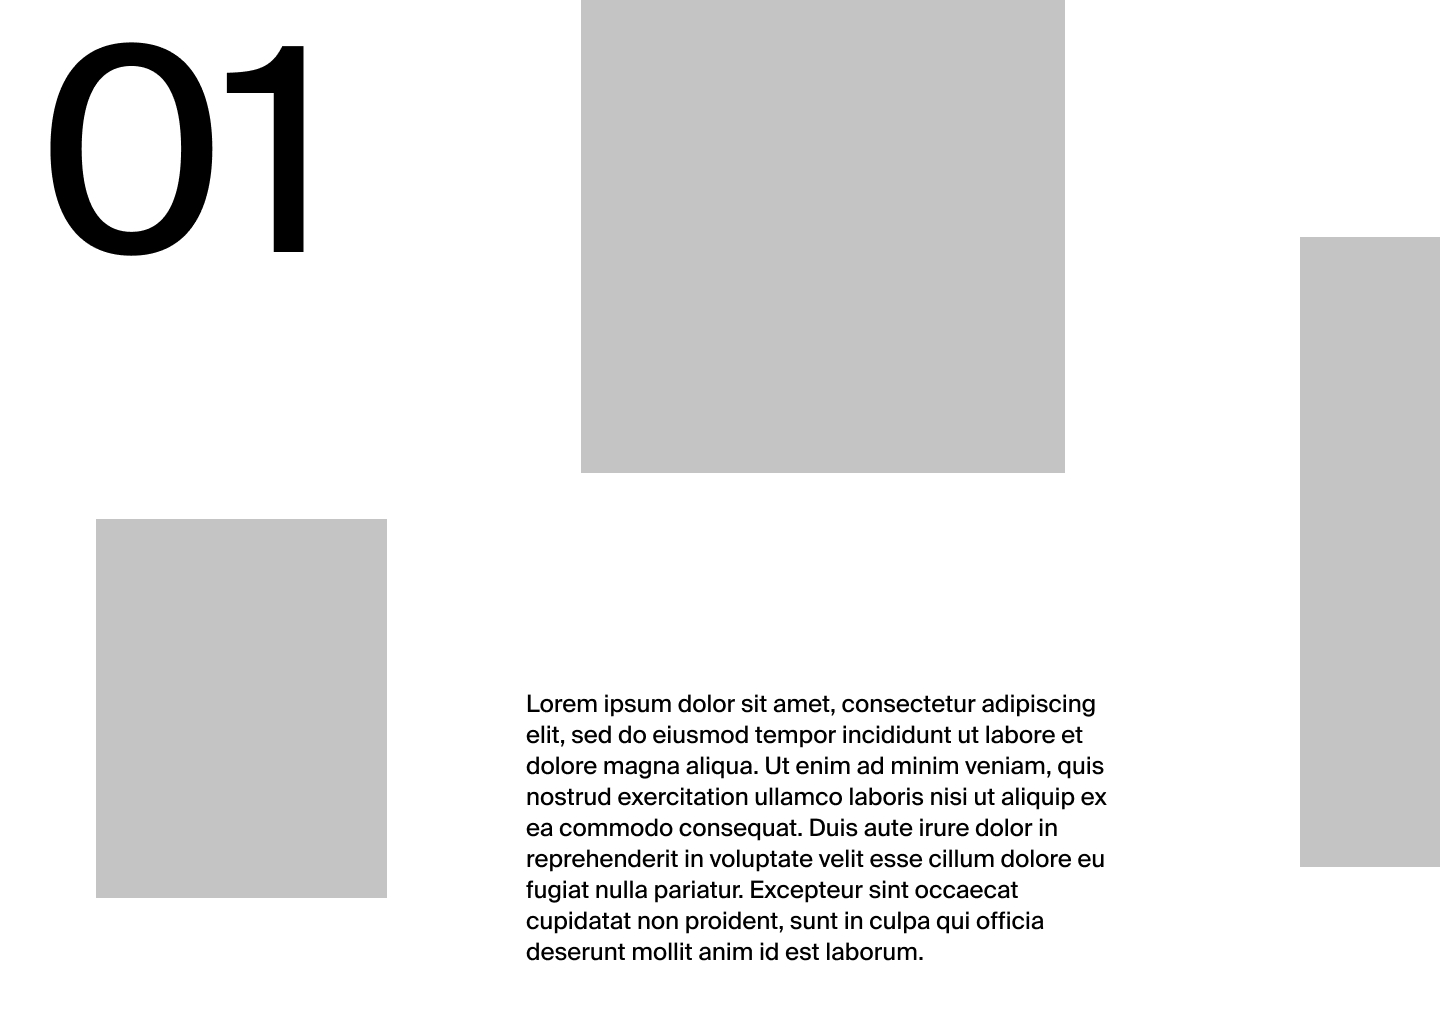 01
Lorem ipsum dolor sit amet, consectetur adipiscing
elit, sed do eiusmod tempor incididunt ut labore et
dolore magna aliqua. Ut enim ad minim veniam, quis
nostrud exercitation ullamco laboris nisi ut aliquip ex
ea commodo consequat. Duis aute irure dolor in
reprehenderit in voluptate velit esse cillum dolore eu
fugiat nulla pariatur. Excepteur sint occaecat
cupidatat non proident, sunt in culpa qui officia
deserunt mollit anim id est laborum.